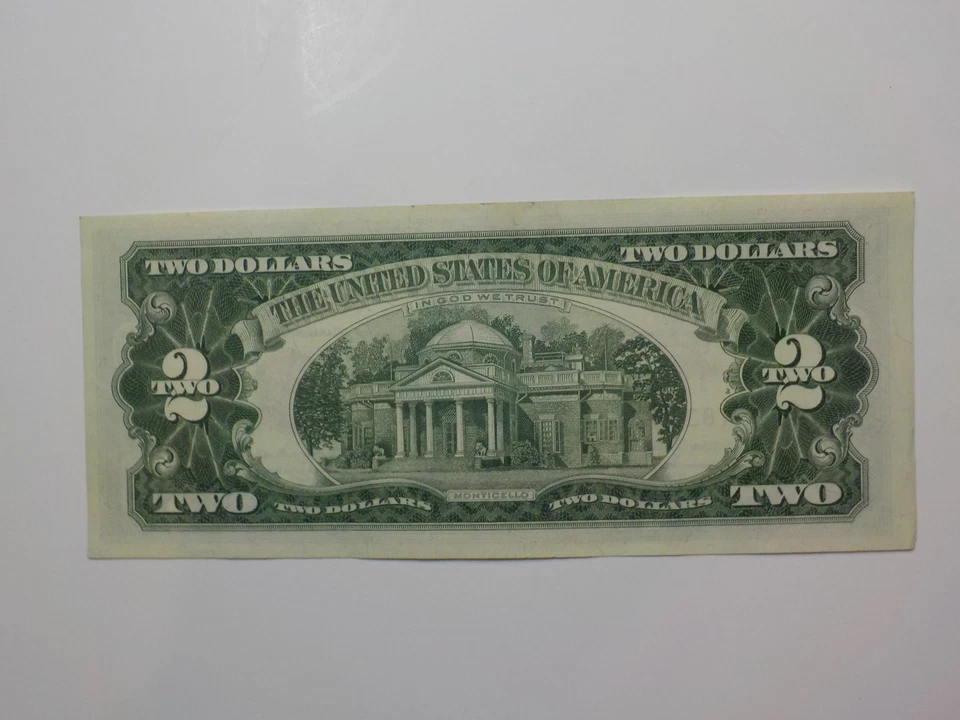 TWO DOLLARS
TWO DOLLARS
THE UNITED STATES OF AMERICA
IN GOD WE TRUST
2
TWO
2
TWO
TWO
TWO DOLLARS
MONTICELLO
TWO DOLLARS
TWO